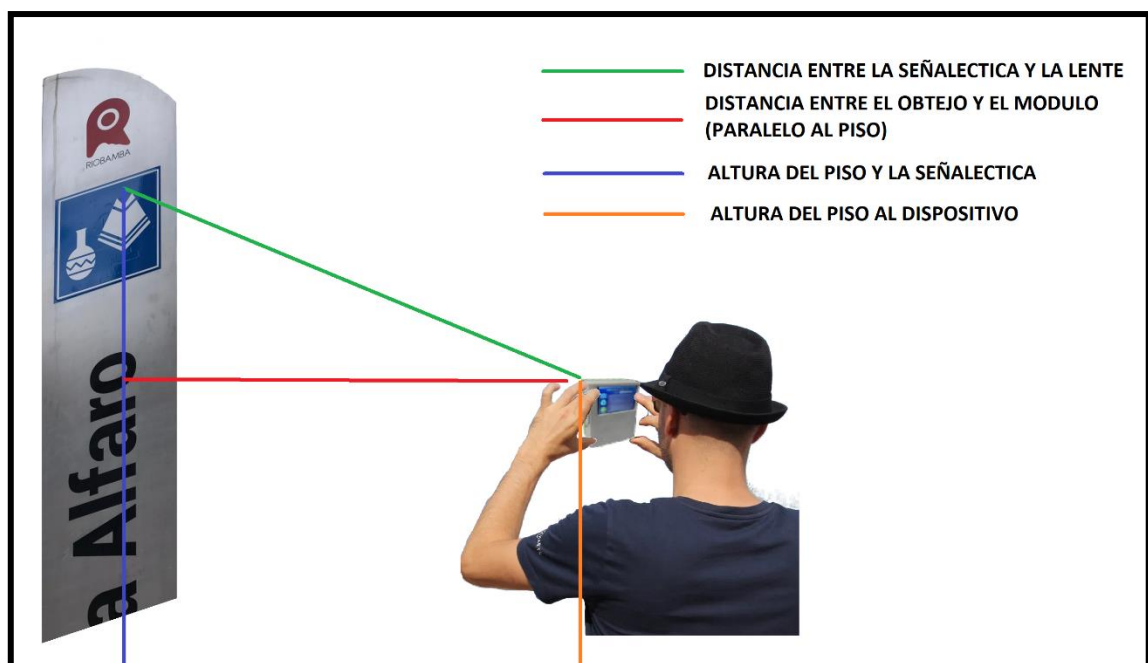 DISTANCIA ENTRE LA SEÑALECTICA Y LA LENTE
DISTANCIA ENTRE EL OBTEJO Y EL MODULO
(PARALELO AL PISO)
ALTURA DEL PISO Y LA SEÑALECTICA
ALTURA DEL PISO AL DISPOSITIVO
RIOBAMBA
a Alfaro